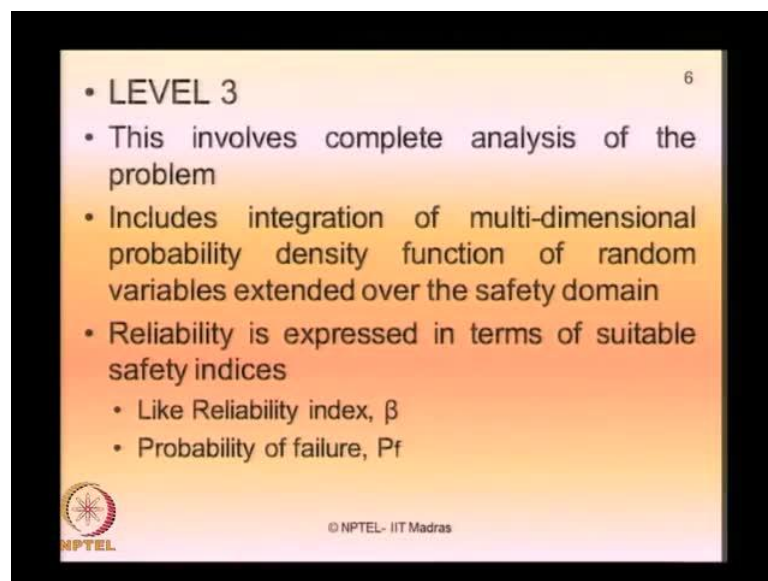 6
• LEVEL 3
• This involves complete analysis of the
problem
• Includes integration of multi-dimensional
probability density function of random
variables extended over the safety domain
• Reliability is expressed in terms of suitable
safety indices
• Like Reliability index, β
• Probability of failure, Pf
NPTEL
© NPTEL- IIT Madras